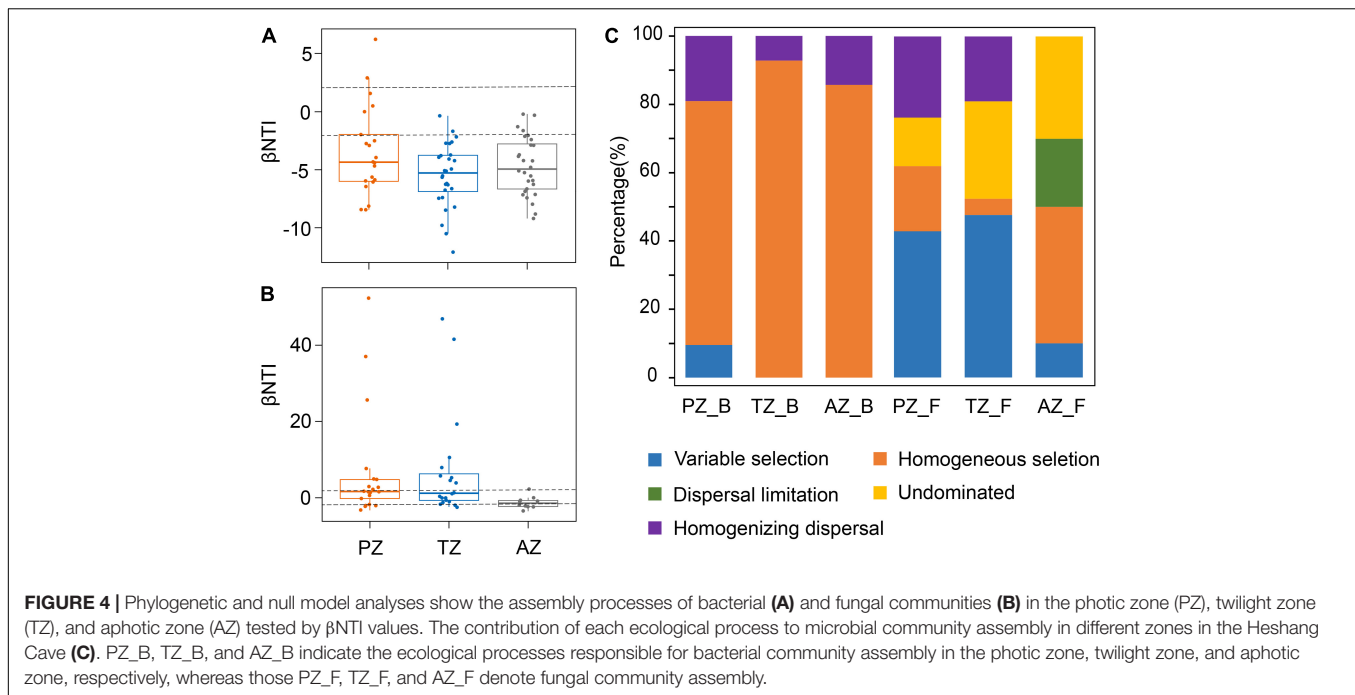 A
5
0
-5
-10
βNTI
B
40
20
0
βNTI
PZ TZ AZ
C
100
80
60
40
20
0
Percentage(%)
PZ_B TZ_B AZ_B PZ_F TZ_F AZ_F
Variable selection Homogeneous seletion
Dispersal limitation Undominated
Homogenizing dispersal
FIGURE 4 | Phylogenetic and null model analyses show the assembly processes of bacterial (A) and fungal communities (B) in the photic zone (PZ), twilight zone
(TZ), and aphotic zone (AZ) tested by βNTI values. The contribution of each ecological process to microbial community assembly in different zones in the Heshang
Cave (C). PZ_B, TZ_B, and AZ_B indicate the ecological processes responsible for bacterial community assembly in the photic zone, twilight zone, and aphotic
zone, respectively, whereas those PZ_F, TZ_F, and AZ_F denote fungal community assembly.